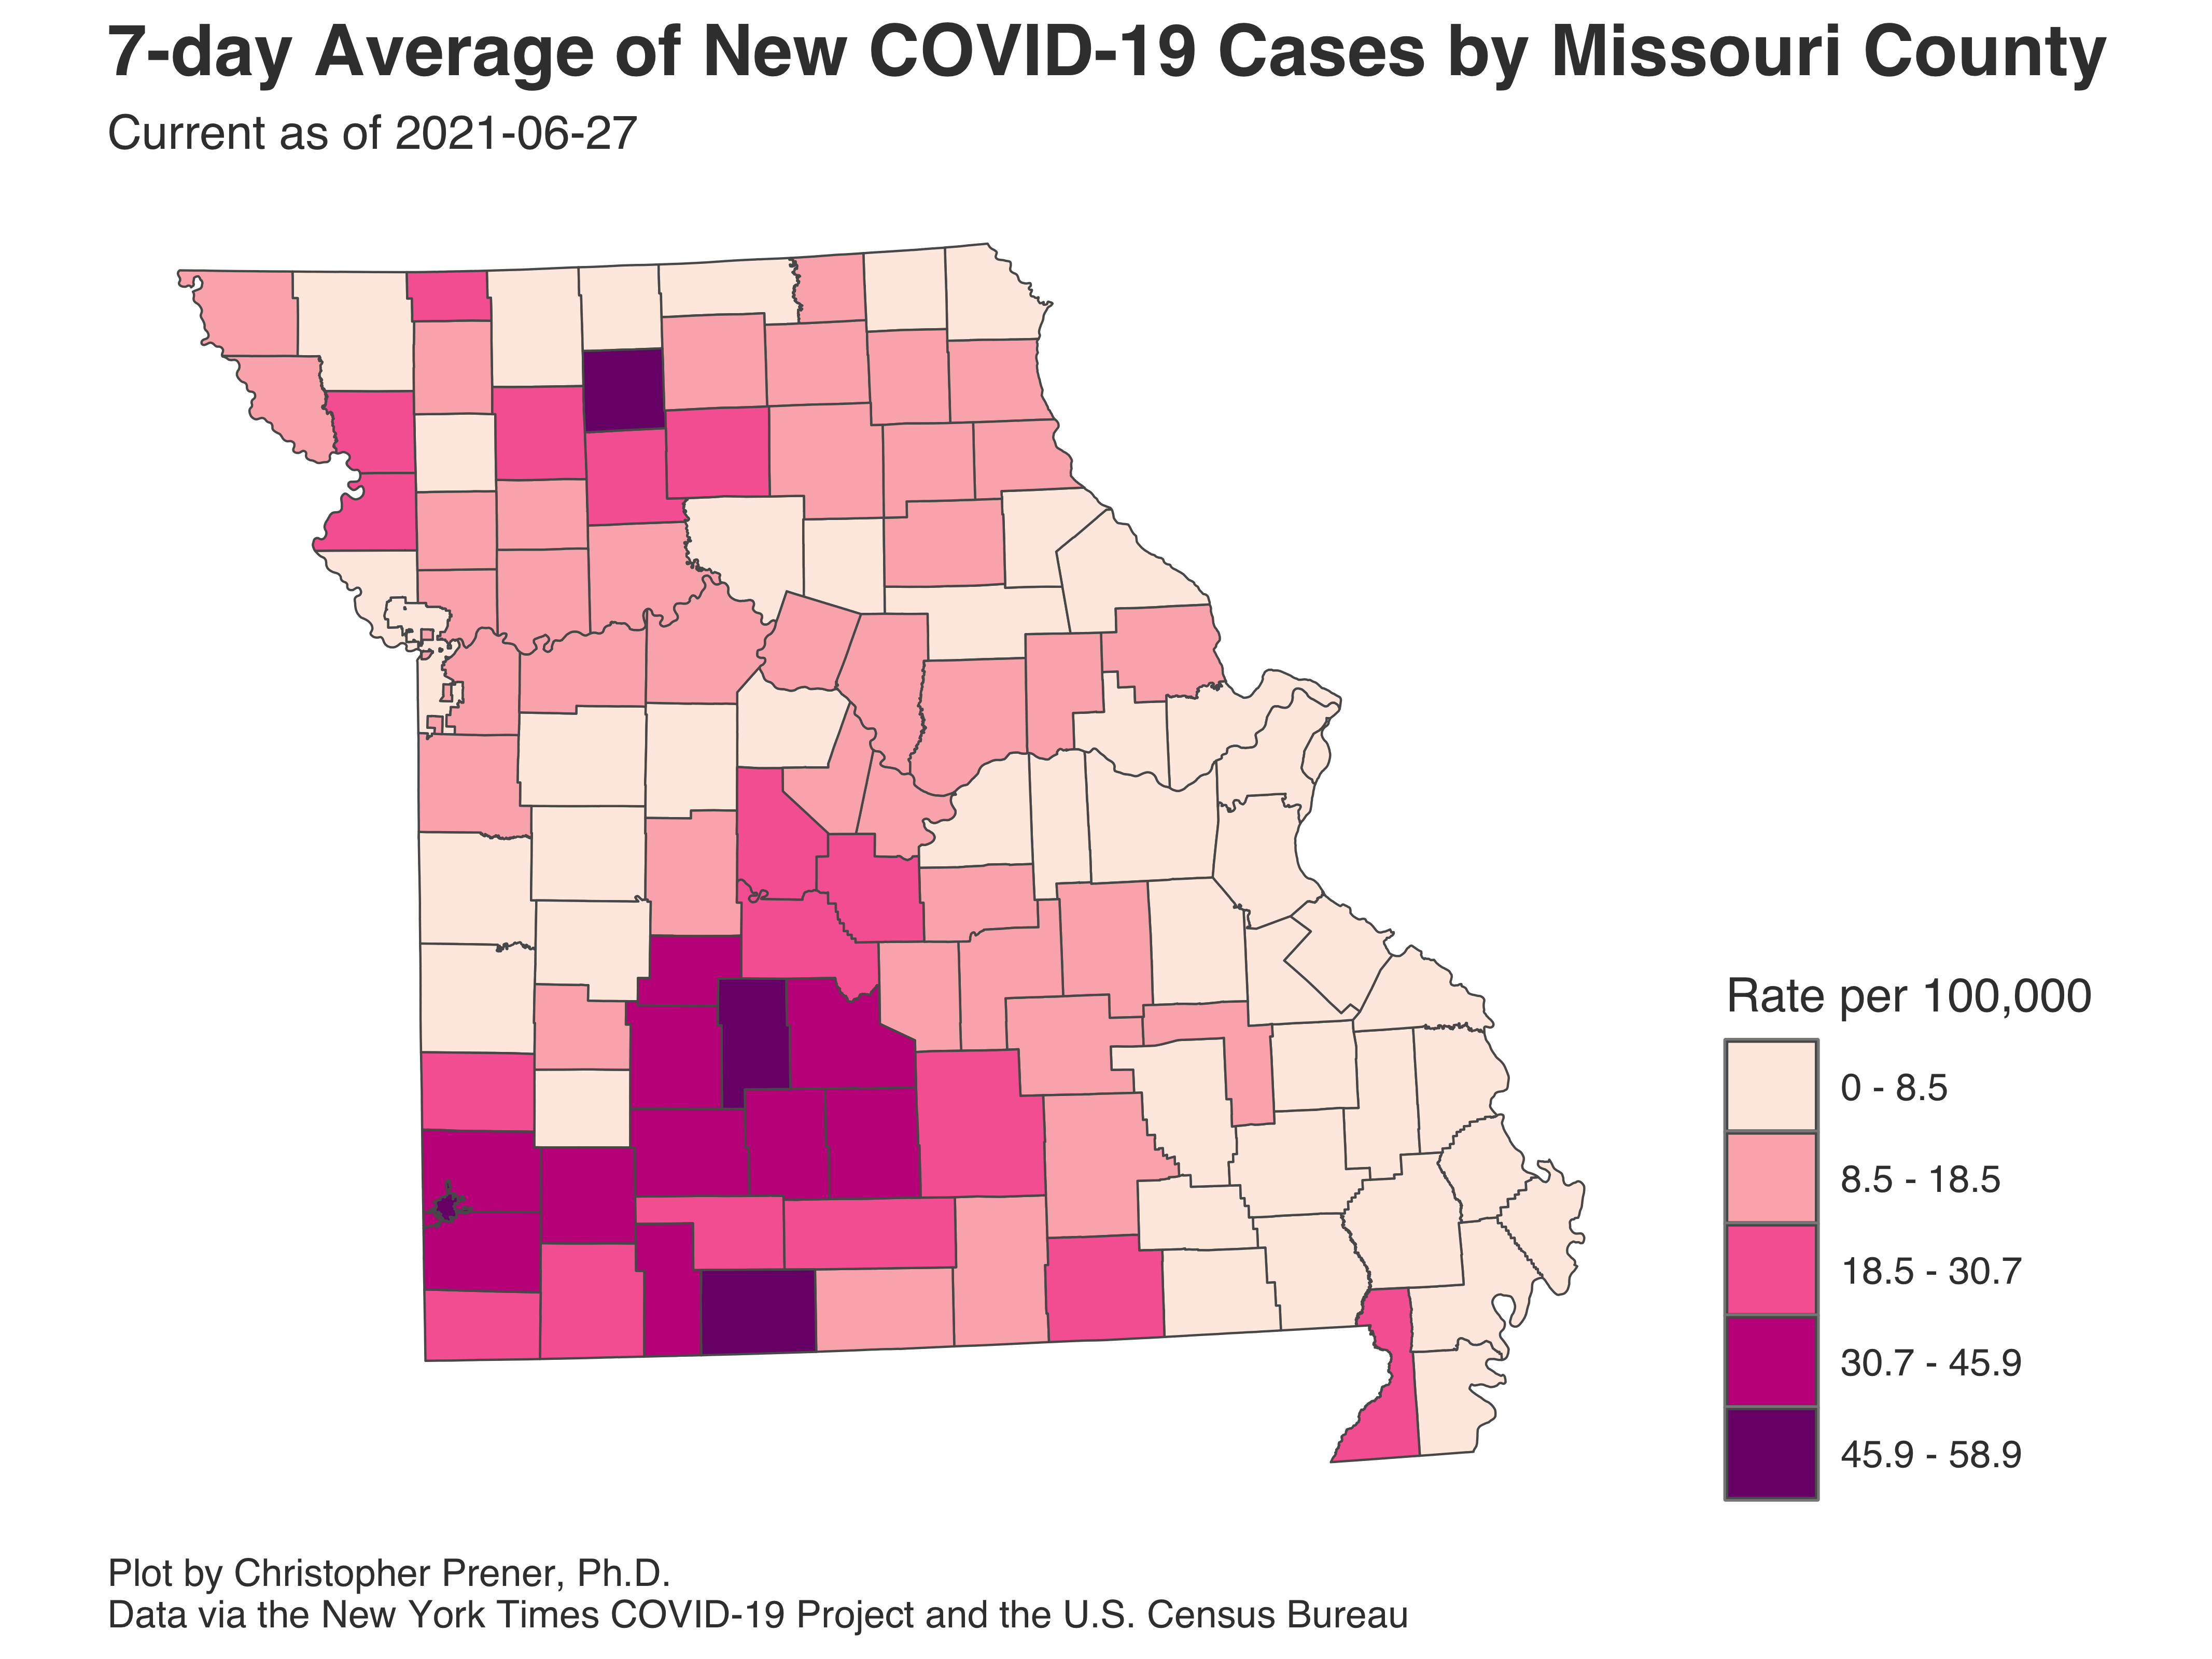 7-day Average of New COVID-19 Cases by Missouri County
Current as of 2021-06-27
Rate per 100,000
0 - 8.5
8.5 - 18.5
18.5 - 30.7
30.7 - 45.9
45.9 - 58.9
Plot by Christopher Prener, Ph.D.
Data via the New York Times COVID-19 Project and the U.S. Census Bureau